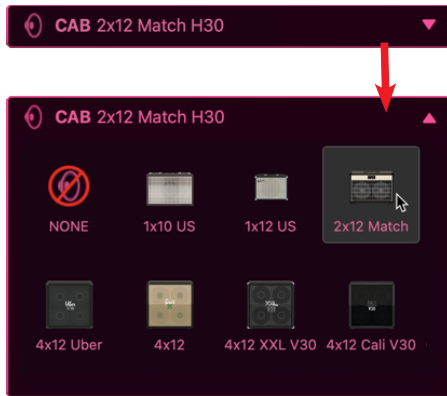 CAB 2x12 Match H30
CAB 2x12 Match H30
NONE 1x10 US 1x12 US 2x12 Match
4x12 Uber 4x12 4x12 XXL V30 4x12 Cali V30